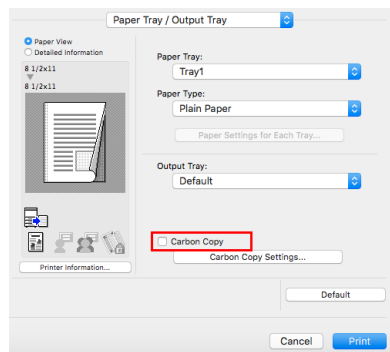 Paper Tray / Output Tray
Paper View
Detailed Information
8 1/2x11
8 1/2x11
Printer Information...
Paper Tray:
Tray1
Paper Type:
Plain Paper
Paper Settings for Each Tray...
Output Tray:
Default
Carbon Copy
Carbon Copy Settings...
Default
Cancel
Print